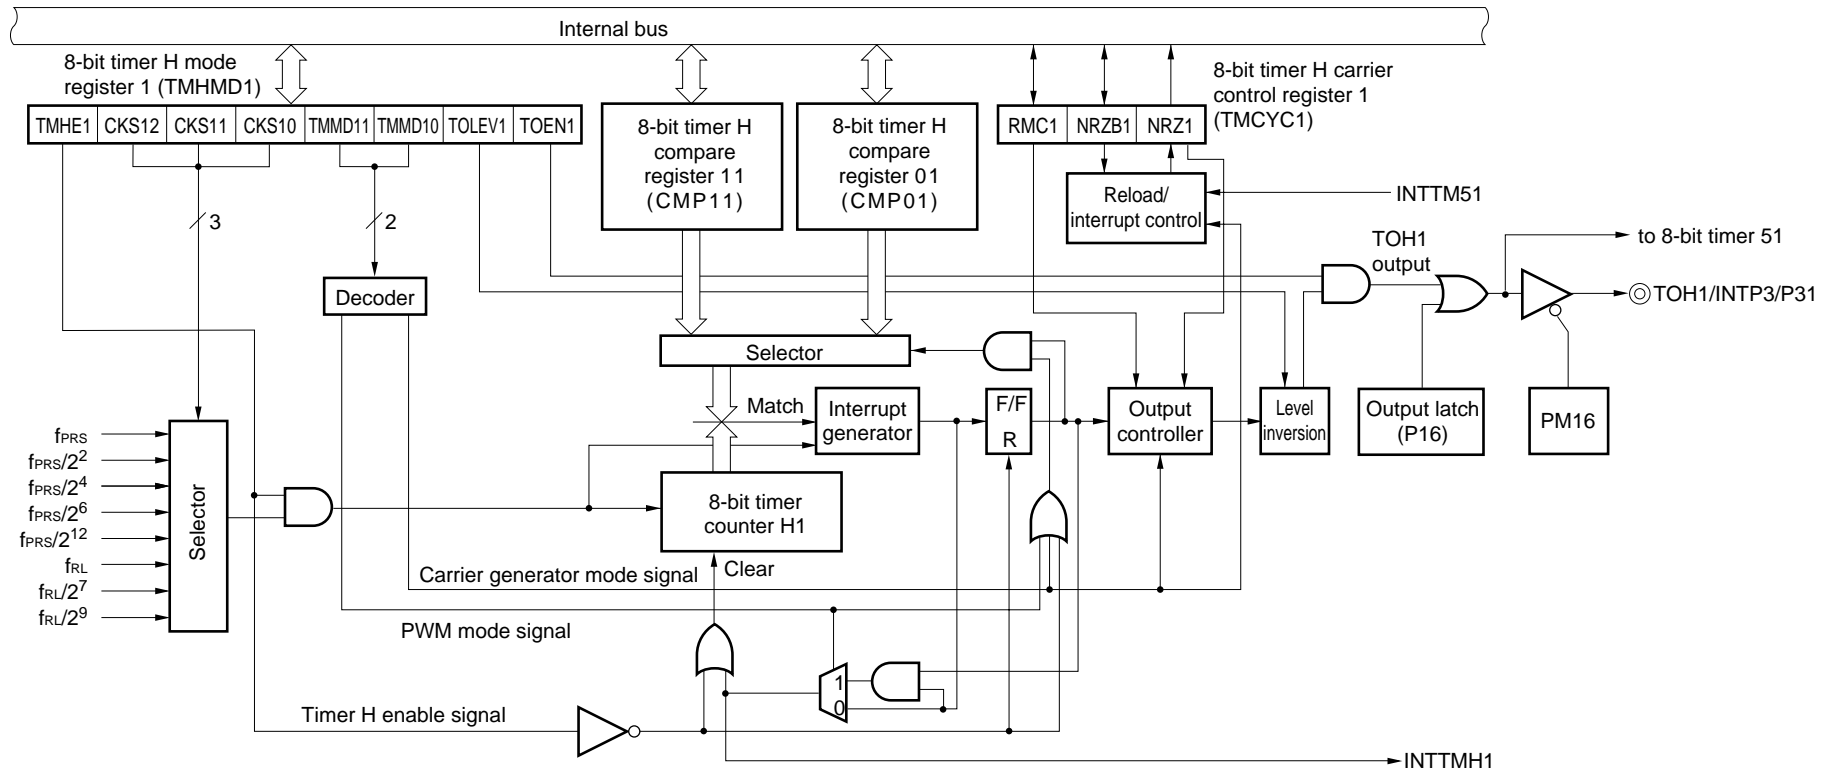 Internal bus
8-bit timer H mode
register 1 (TMHMD1)
8-bit timer H carrier
control register 1
(TMCYC1)
TMHE1 CKS12 CKS11 CKS10 TMMD11 TMMD10 TOLEV1 TOEN1
8-bit timer H
compare
register 11
(CMP11)
8-bit timer H
compare
register 01
(CMP01)
RMC1 NRZB1 NRZ1
Reload/
interrupt control
INTTM51
3
2
TOH1
output
to 8-bit timer 51
Decoder
TOH1/INTP3/P31
Selector
Match
Interrupt
generator
F/F
R
Output
controller
Level
inversion
Output latch
(P16)
PM16
fPRS
fPRS/2²
fPRS/2⁴
fPRS/2⁶
fPRS/2¹²
fRL
fRL/2⁷
fRL/2⁹
Selector
8-bit timer
counter H1
Clear
Carrier generator mode signal
PWM mode signal
1
0
Timer H enable signal
INTTMH1